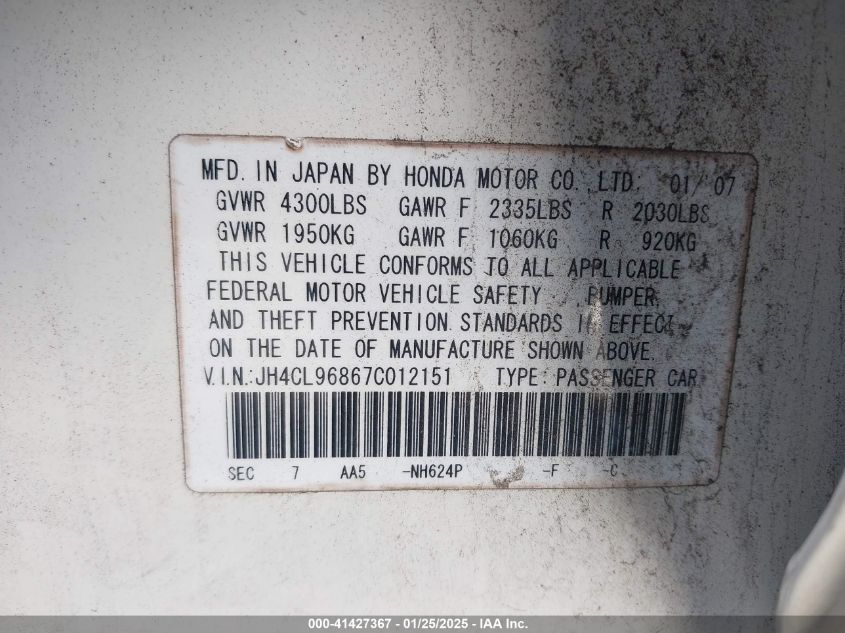 MFD. IN JAPAN BY HONDA MOTOR CO., LTD. 01/07
GVWR 4300LBS GAWR F 2335LBS R 2030LBS
GVWR 1950KG GAWR F 1060KG R 920KG
THIS VEHICLE CONFORMS TO ALL APPLICABLE
FEDERAL MOTOR VEHICLE SAFETY, BUMPER,
AND THEFT PREVENTION STANDARDS IN EFFECT
ON THE DATE OF MANUFACTURE SHOWN ABOVE.
V.I.N.:JH4CL96867C012151 TYPE:PASSENGER CAR
SEC 7 AA5 -NH624P -F -C
000-41427367 - 01/25/2025 - IAA Inc.